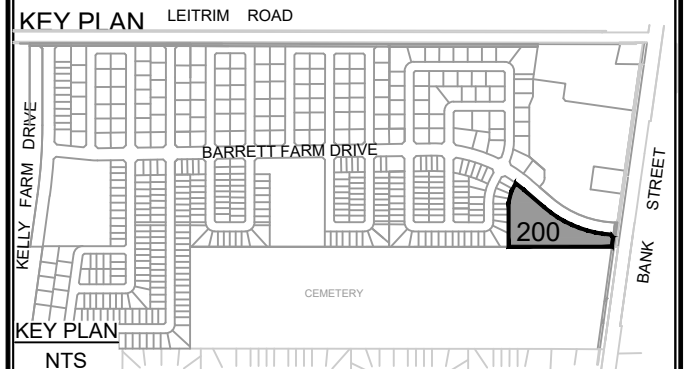 KEY PLAN
LEITRIM ROAD
KELLY FARM DRIVE
BARRETT FARM DRIVE
BANK STREET
200
CEMETERY
KEY PLAN
NTS